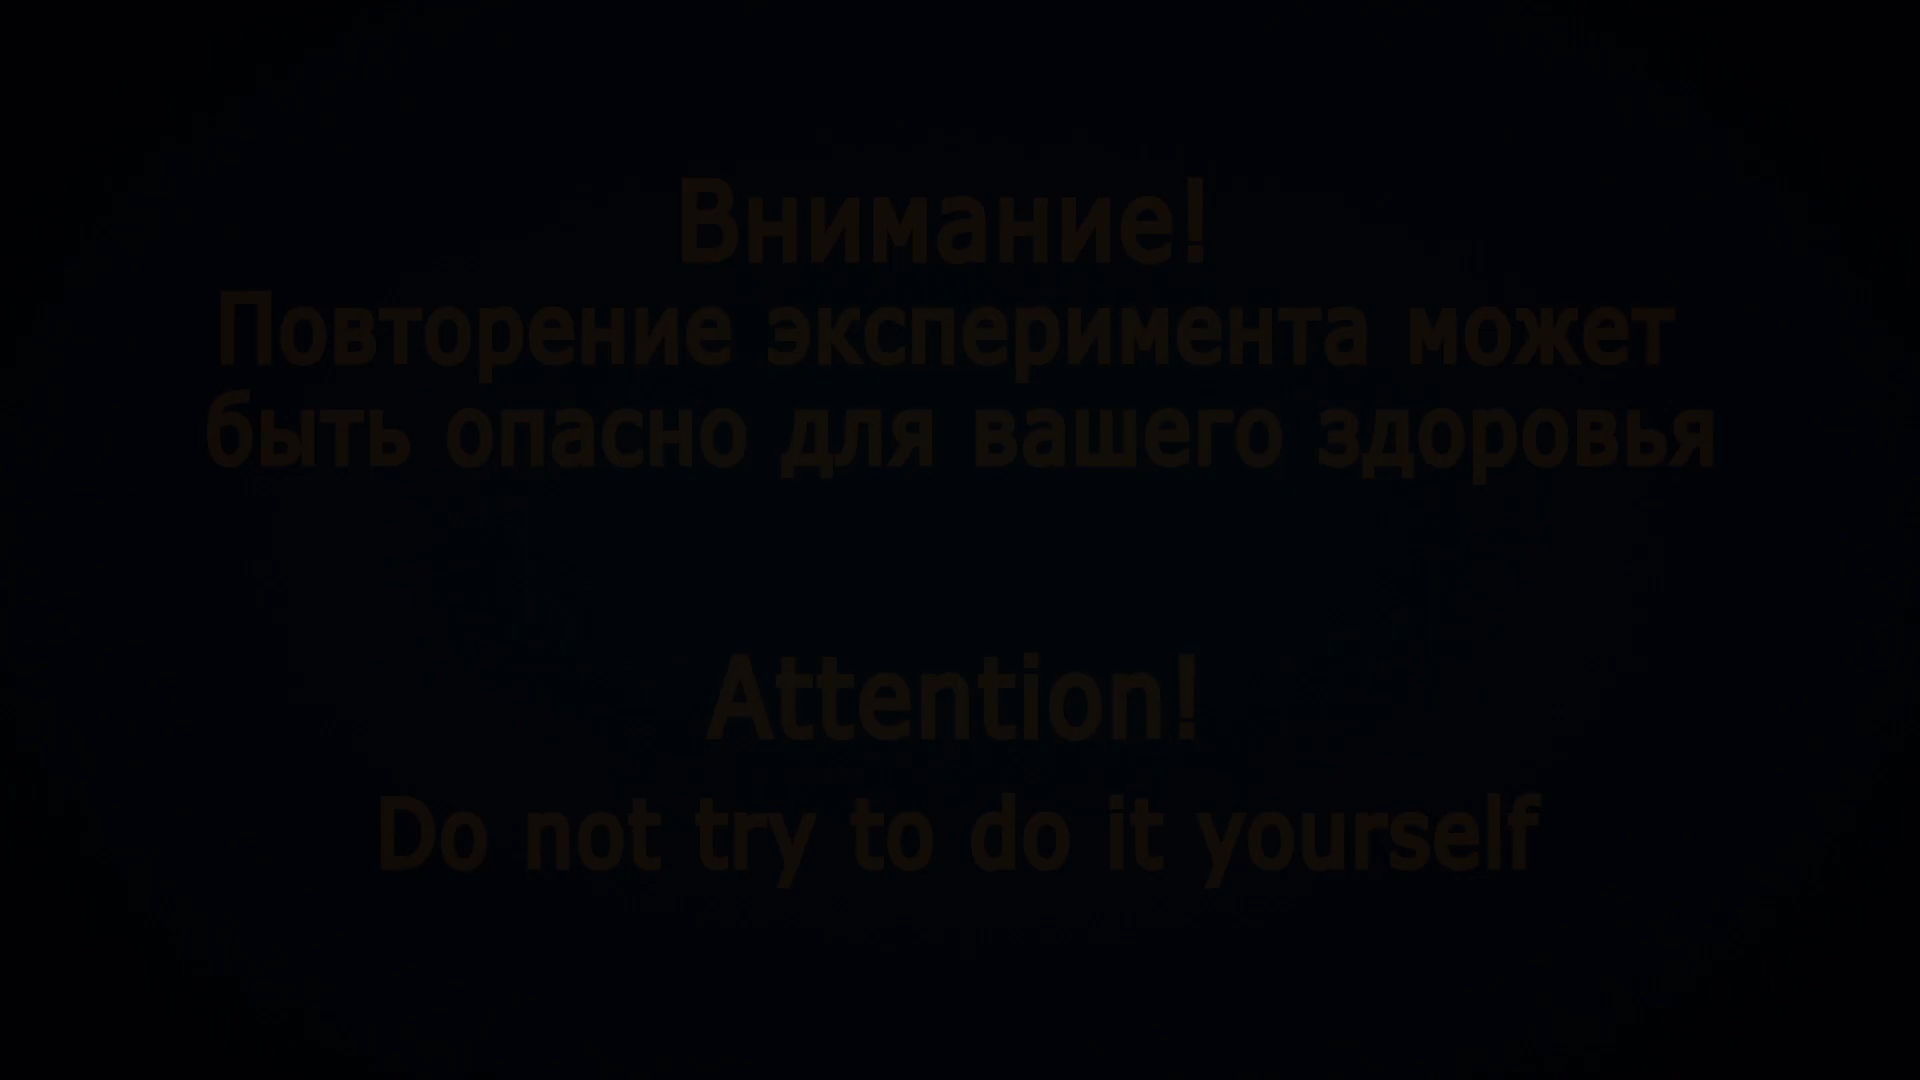 Внимание!
Повторение эксперимента может
быть опасно для вашего здоровья
Attention!
Do not try to do it yourself